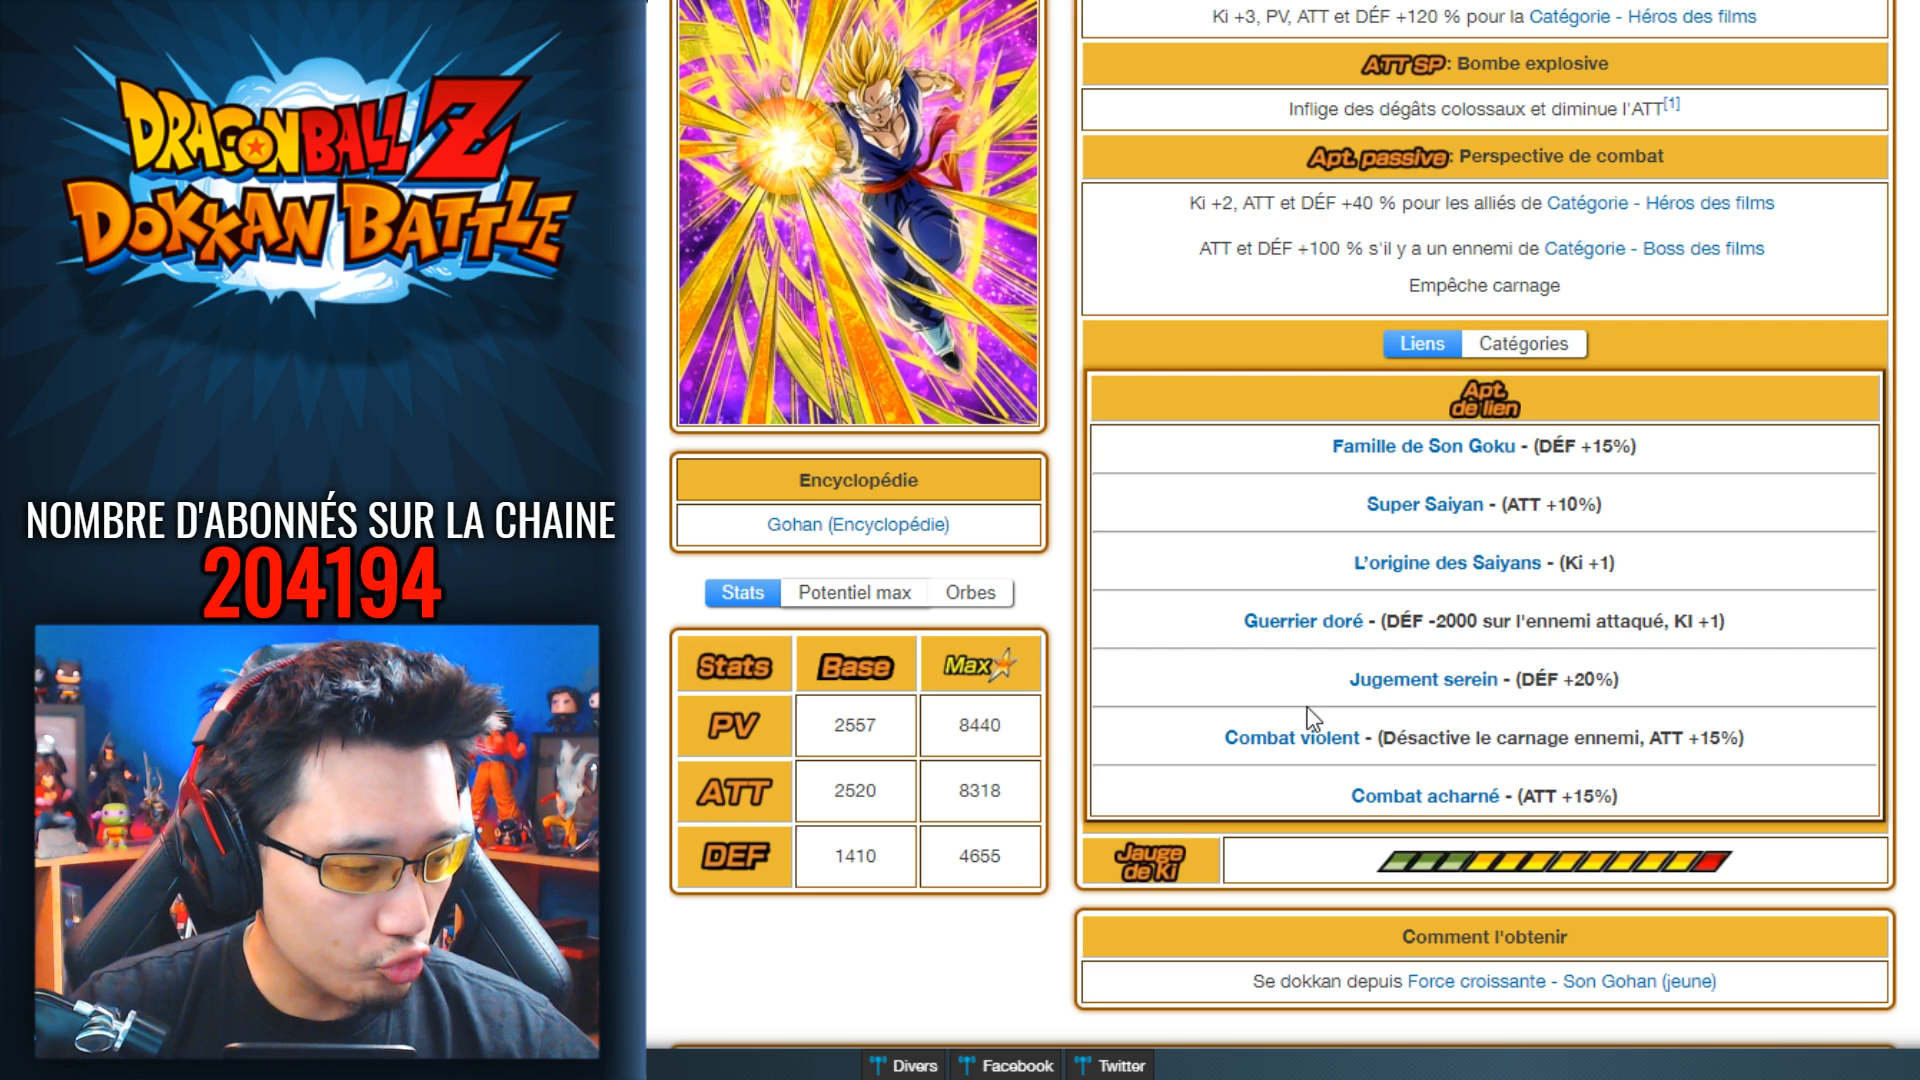 DRAGON BALL Z
DOKKAN BATTLE
NOMBRE D'ABONNÉS SUR LA CHAINE
204194
Encyclopédie
Gohan (Encyclopédie)
Stats Potentiel max Orbes
Stats Base Max
PV 2557 8440
ATT 2520 8318
DEF 1410 4655
Ki +3, PV, ATT et DÉF +120 % pour la Catégorie - Héros des films
ATT SP : Bombe explosive
Inflige des dégâts colossaux et diminue l'ATT[1]
Apt. passive : Perspective de combat
Ki +2, ATT et DÉF +40 % pour les alliés de Catégorie - Héros des films
ATT et DÉF +100 % s'il y a un ennemi de Catégorie - Boss des films
Empêche carnage
Liens Catégories
Apt.
de lien
Famille de Son Goku - (DÉF +15%)
Super Saiyan - (ATT +10%)
L'origine des Saiyans - (Ki +1)
Guerrier doré - (DÉF -2000 sur l'ennemi attaqué, KI +1)
Jugement serein - (DÉF +20%)
Combat violent - (Désactive le carnage ennemi, ATT +15%)
Combat acharné - (ATT +15%)
Jauge
de Ki
Comment l'obtenir
Se dokkan depuis Force croissante - Son Gohan (jeune)
Divers Facebook Twitter